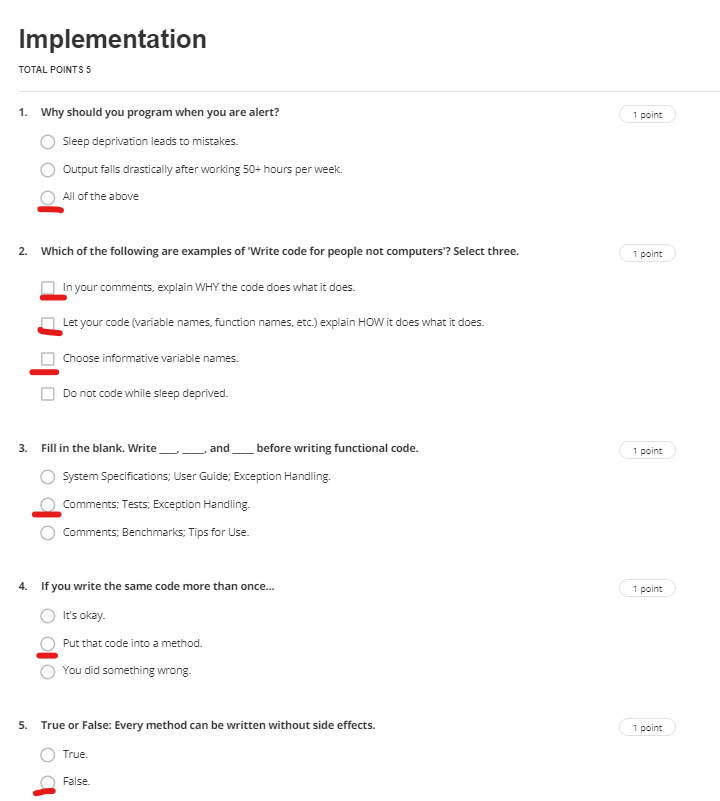 Implementation
TOTAL POINTS 5
1. Why should you program when you are alert?
1 point
Sleep deprivation leads to mistakes.
Output falls drastically after working 50+ hours per week.
All of the above
2. Which of the following are examples of 'Write code for people not computers'? Select three.
1 point
In your comments, explain WHY the code does what it does.
Let your code (variable names, function names, etc.) explain HOW it does what it does.
Choose informative variable names.
Do not code while sleep deprived.
3. Fill in the blank. Write ___, ____, and ____ before writing functional code.
1 point
System Specifications; User Guide; Exception Handling.
Comments; Tests; Exception Handling.
Comments; Benchmarks; Tips for Use.
4. If you write the same code more than once...
1 point
It's okay.
Put that code into a method.
You did something wrong.
5. True or False: Every method can be written without side effects.
1 point
True.
False.